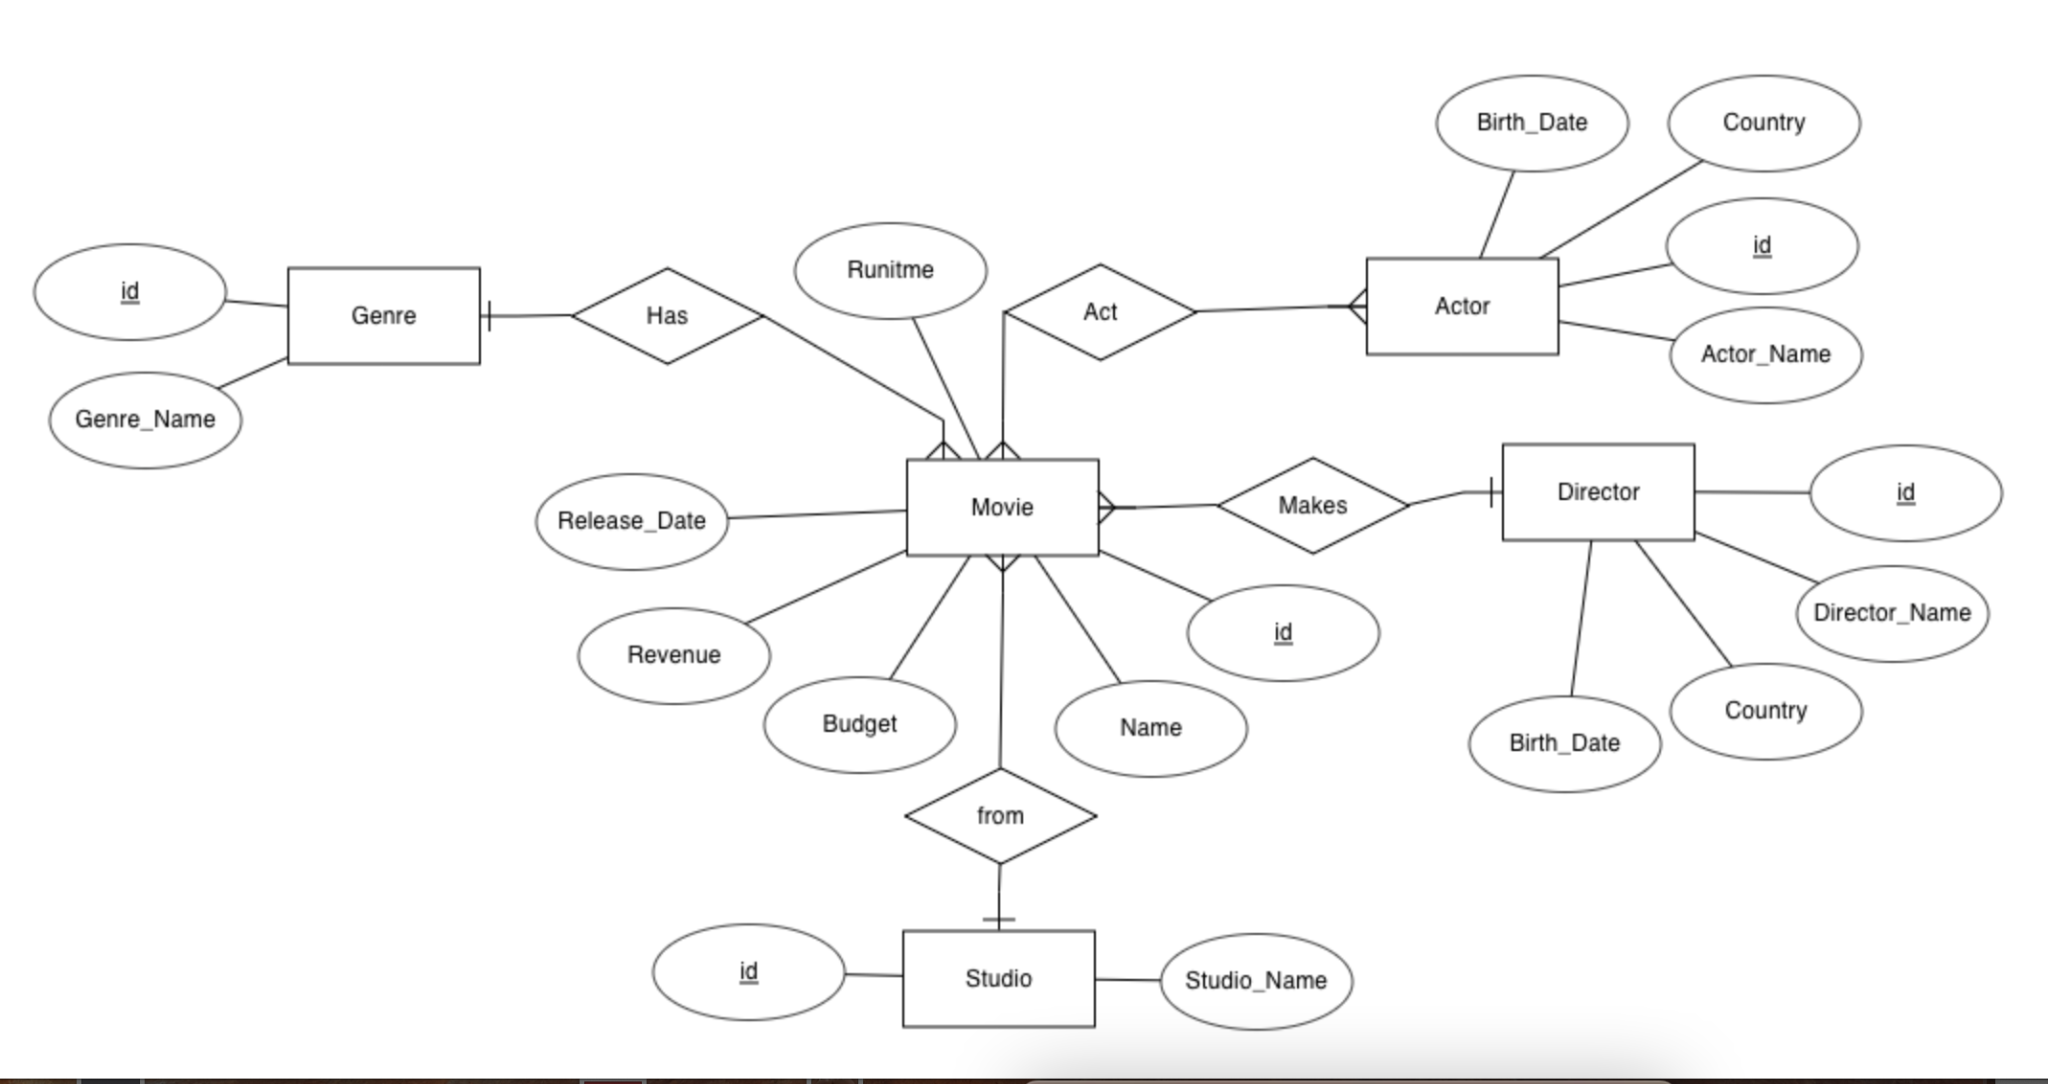 Birth_Date
Country
id
Actor_Name
Actor
Act
Runitme
id
Genre_Name
Genre
Has
Movie
Makes
Director
id
Director_Name
Country
Birth_Date
Release_Date
Revenue
Budget
Name
id
from
id
Studio
Studio_Name